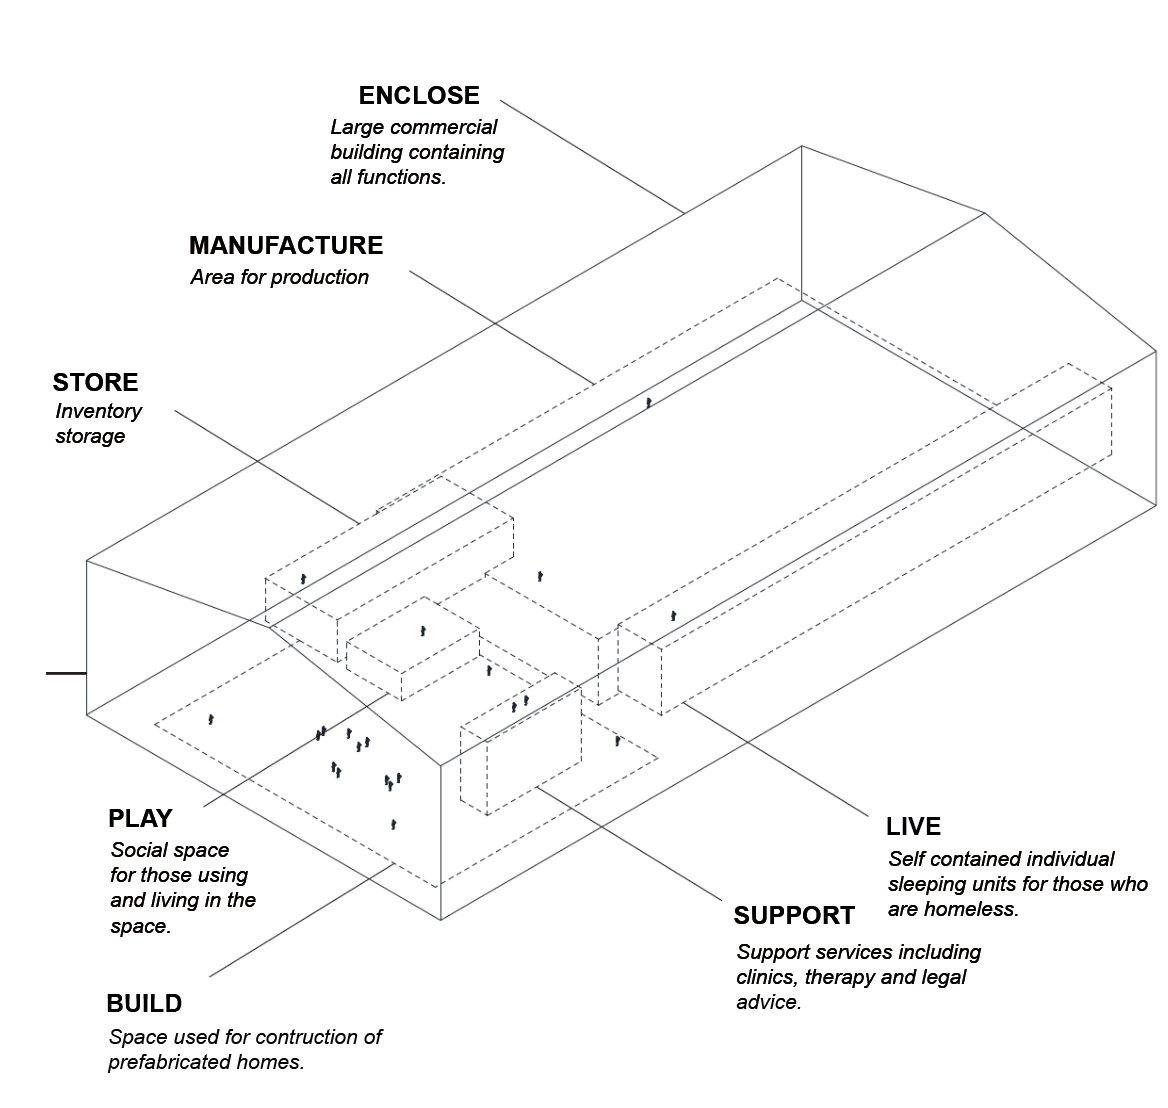 ENCLOSE
Large commercial
building containing
all functions.
MANUFACTURE
Area for production
STORE
Inventory
storage
PLAY
Social space
for those using
and living in the
space.
LIVE
Self contained individual
sleeping units for those who
are homeless.
SUPPORT
Support services including
clinics, therapy and legal
advice.
BUILD
Space used for contruction of
prefabricated homes.